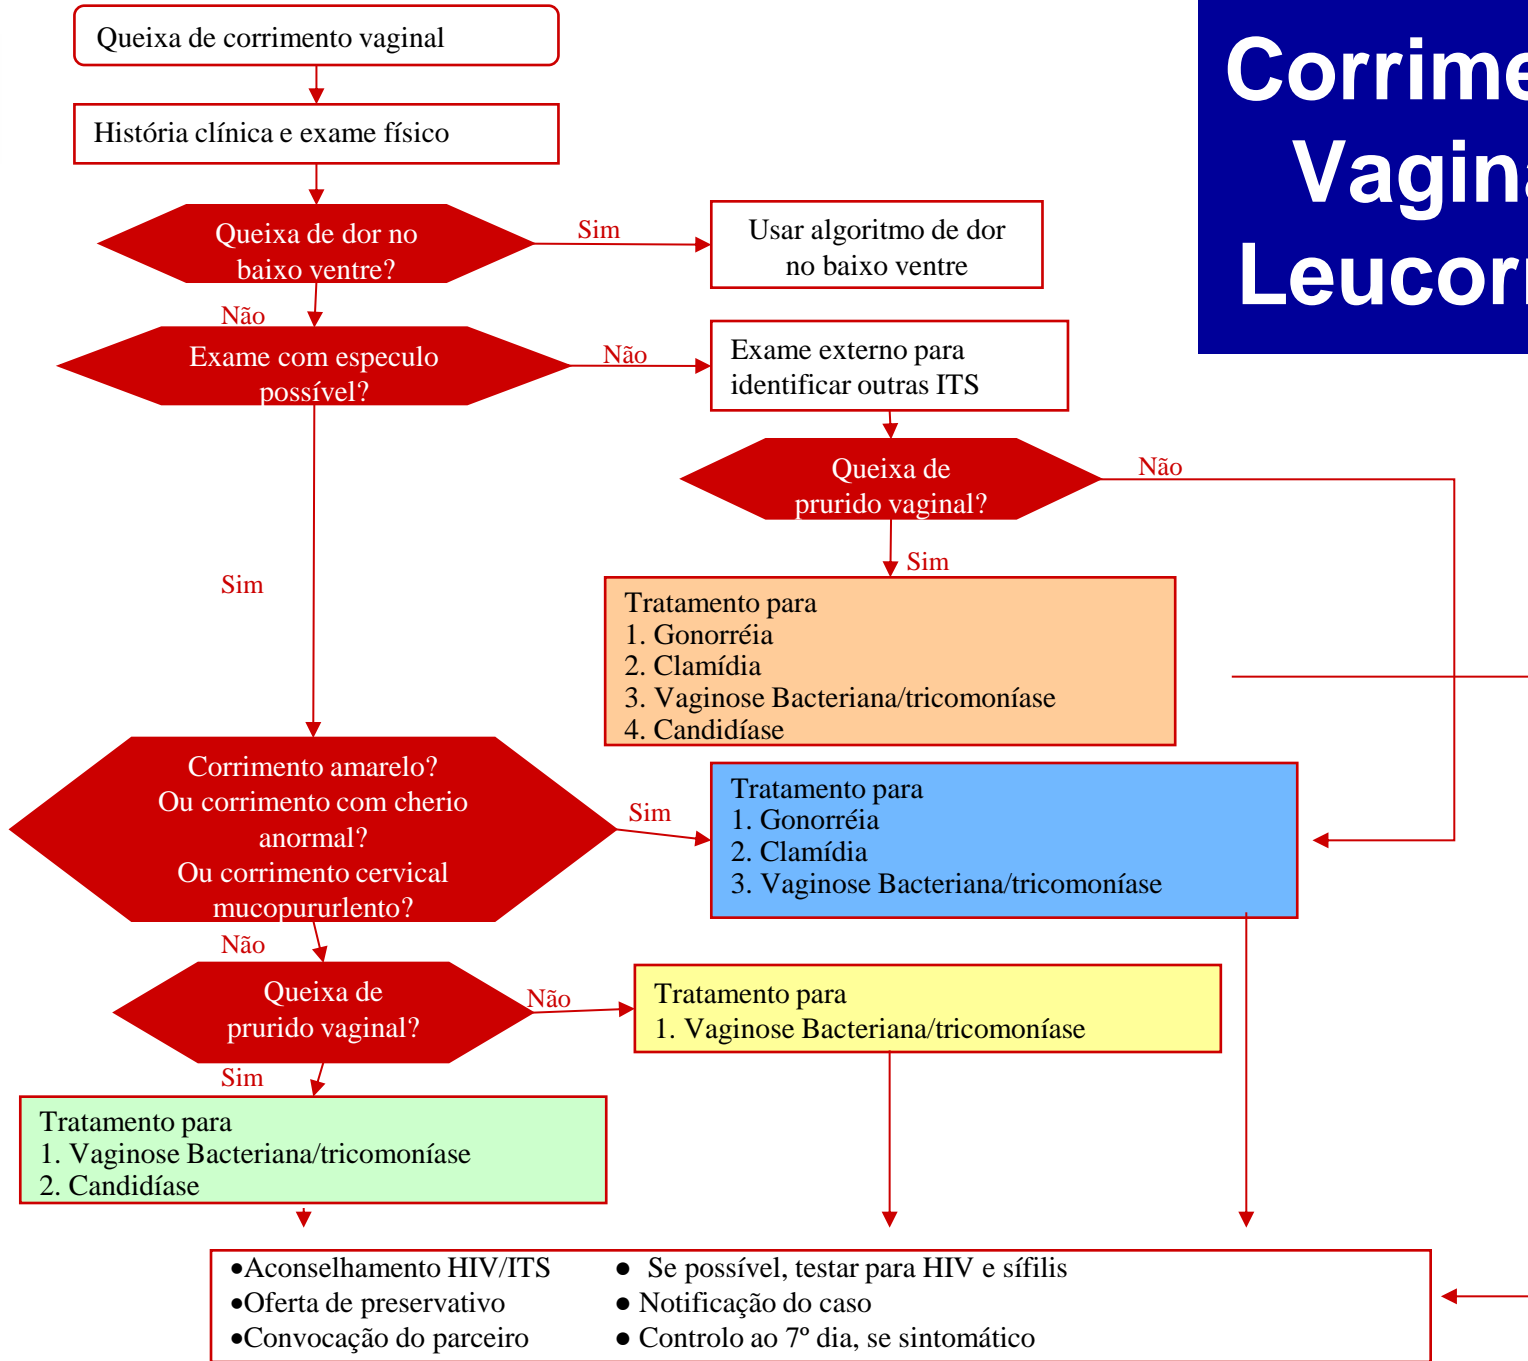 Queixa de corrimento vaginal
Corrime
Vagina
Leucorr
História clínica e exame físico
Queixa de dor no
baixo ventre?
Sim
Usar algoritmo de dor
no baixo ventre
Não
Exame com especulo
possível?
Não
Exame externo para
identificar outras ITS
Queixa de
prurido vaginal?
Não
Sim
Sim
Tratamento para
1. Gonorréia
2. Clamídia
3. Vaginose Bacteriana/tricomoníase
4. Candidíase
Corrimento amarelo?
Ou corrimento com cherio
anormal?
Ou corrimento cervical
mucopururlento?
Sim
Tratamento para
1. Gonorréia
2. Clamídia
3. Vaginose Bacteriana/tricomoníase
Não
Queixa de
prurido vaginal?
Não
Tratamento para
1. Vaginose Bacteriana/tricomoníase
Sim
Tratamento para
1. Vaginose Bacteriana/tricomoníase
2. Candidíase
•Aconselhamento HIV/ITS ● Se possível, testar para HIV e sífilis
•Oferta de preservativo ● Notificação do caso
•Convocação do parceiro ● Controlo ao 7º dia, se sintomático